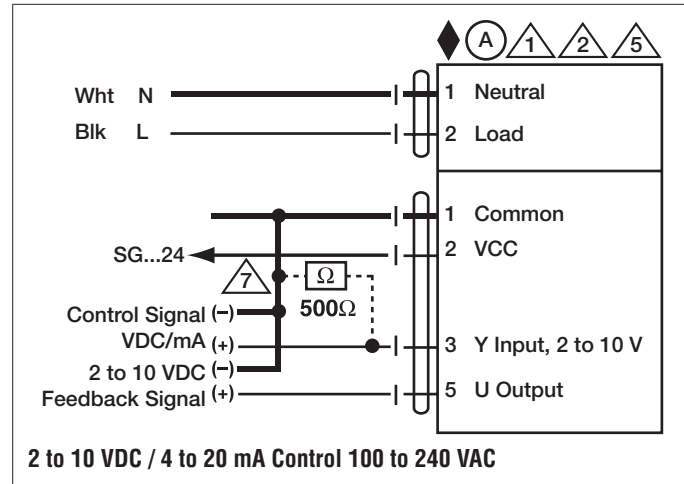 A 1 2 5
Wht N 1 Neutral
Blk L 2 Load
1 Common
SG...24 2 VCC
7 Ω
500Ω
Control Signal (–)
VDC/mA (+) 3 Y Input, 2 to 10 V
2 to 10 VDC (–)
Feedback Signal (+) 5 U Output
2 to 10 VDC / 4 to 20 mA Control 100 to 240 VAC